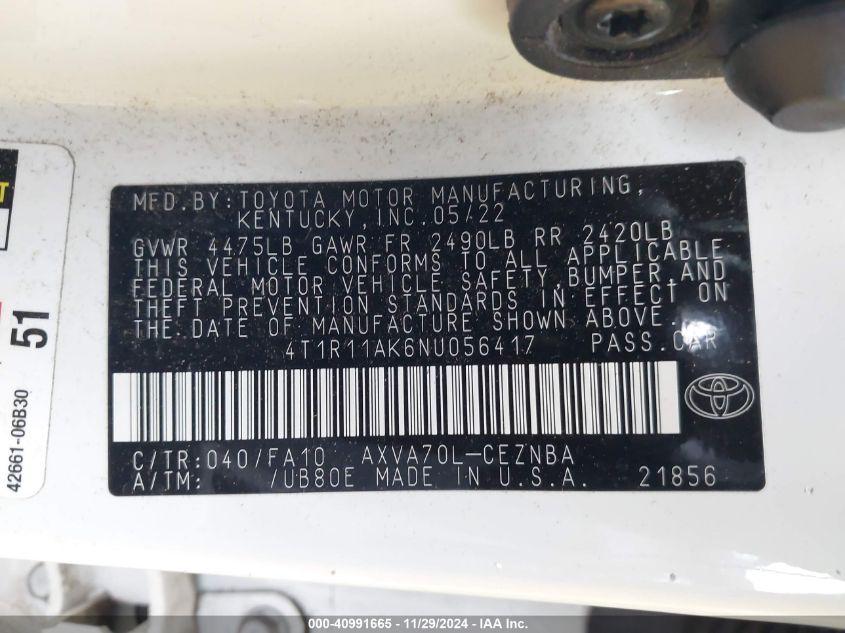 MFD.BY:TOYOTA MOTOR MANUFACTURING,
KENTUCKY,INC.05/22
GVWR 4475LB GAWR FR 2490LB RR 2420LB
THIS VEHICLE CONFORMS TO ALL APPLICABLE
FEDERAL MOTOR VEHICLE SAFETY,BUMPER,AND
THEFT PREVENTION STANDARDS IN EFFECT ON
THE DATE OF MANUFACTURE SHOWN ABOVE.
4T1R11AK6NU056417 PASS.CAR
C/TR:040/FA10 AXVA70L-CEZNBA
A/TM: /UB80E MADE IN U.S.A. 21856
51
42661-06B30
000-40991665 - 11/29/2024 - IAA Inc.